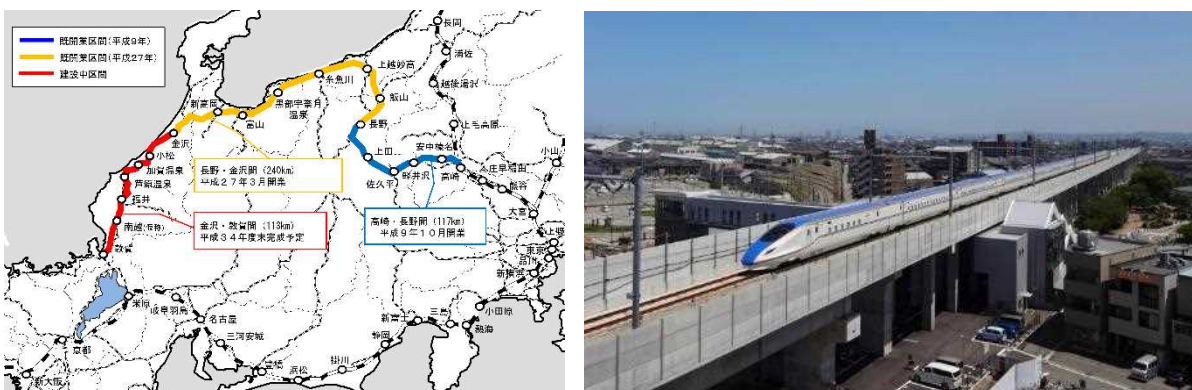 既開業区間(平成9年)
既開業区間(平成27年)
建設中区間
長岡
浦佐
越後湯沢
上毛高原
上越妙高
糸魚川
飯山
黒部宇奈月
温泉
新高岡
富山
長野
金沢
小松
加賀温泉
芦原温泉
福井
南越(仮称)
敦賀
上田
佐久平
軽井沢
安中榛名
高崎
本庄早稲田
熊谷
小山
大宮
上野
東京
品川
新横浜
小田原
熱海
三島
新富士
静岡
掛川
浜松
豊橋
三河安城
名古屋
岐阜羽島
米原
京都
新大阪
長野・金沢間 (240km)
平成27年3月開業
金沢・敦賀間 (113km)
平成34年度末完成予定
高崎・長野間 (117km)
平成9年10月開業